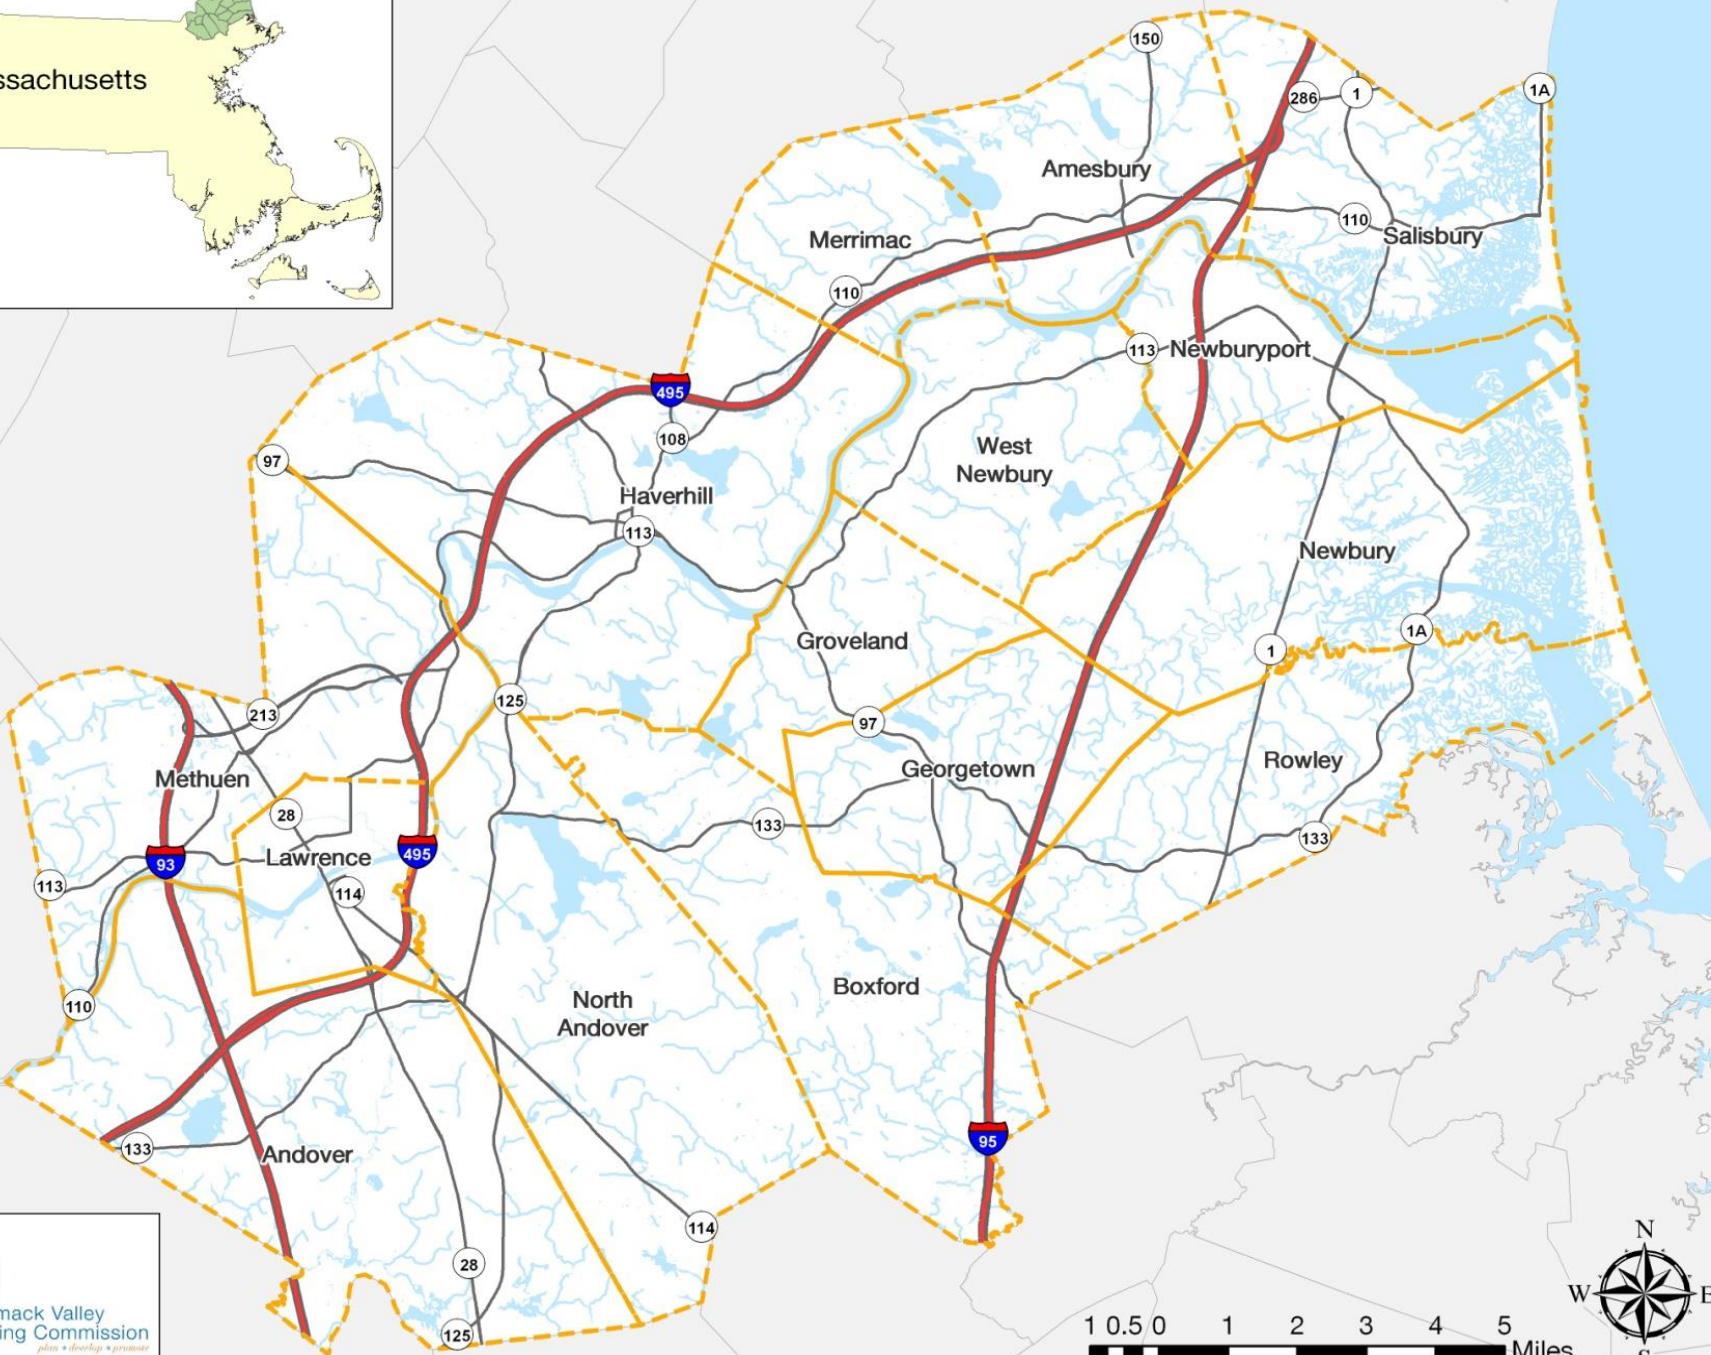 ssachusetts
150
1A
286
1
Amesbury
110
Salisbury
Merrimac
110
113
Newburyport
495
108
West
Newbury
97
Haverhill
113
Newbury
1A
Groveland
1
125
213
97
Georgetown
Rowley
Methuen
28
133
133
Lawrence
495
93
113
114
Boxford
North
Andover
110
95
133
Andover
114
28
125
mack Valley
ing Commission
plan • develop • promote
N
W
E
S
1 0.5 0 1 2 3 4 5
Miles